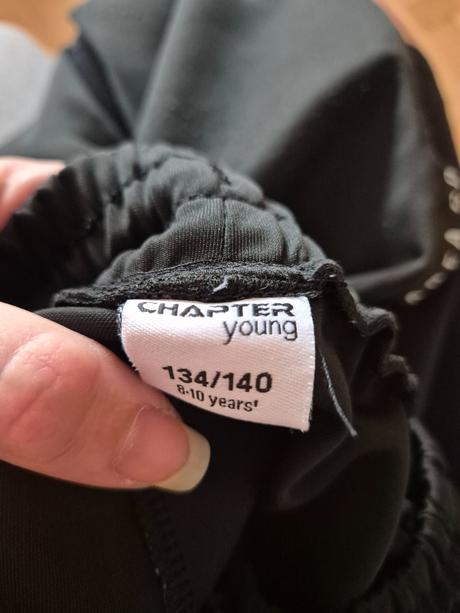 CHAPTER
young
134/140
8-10 years'